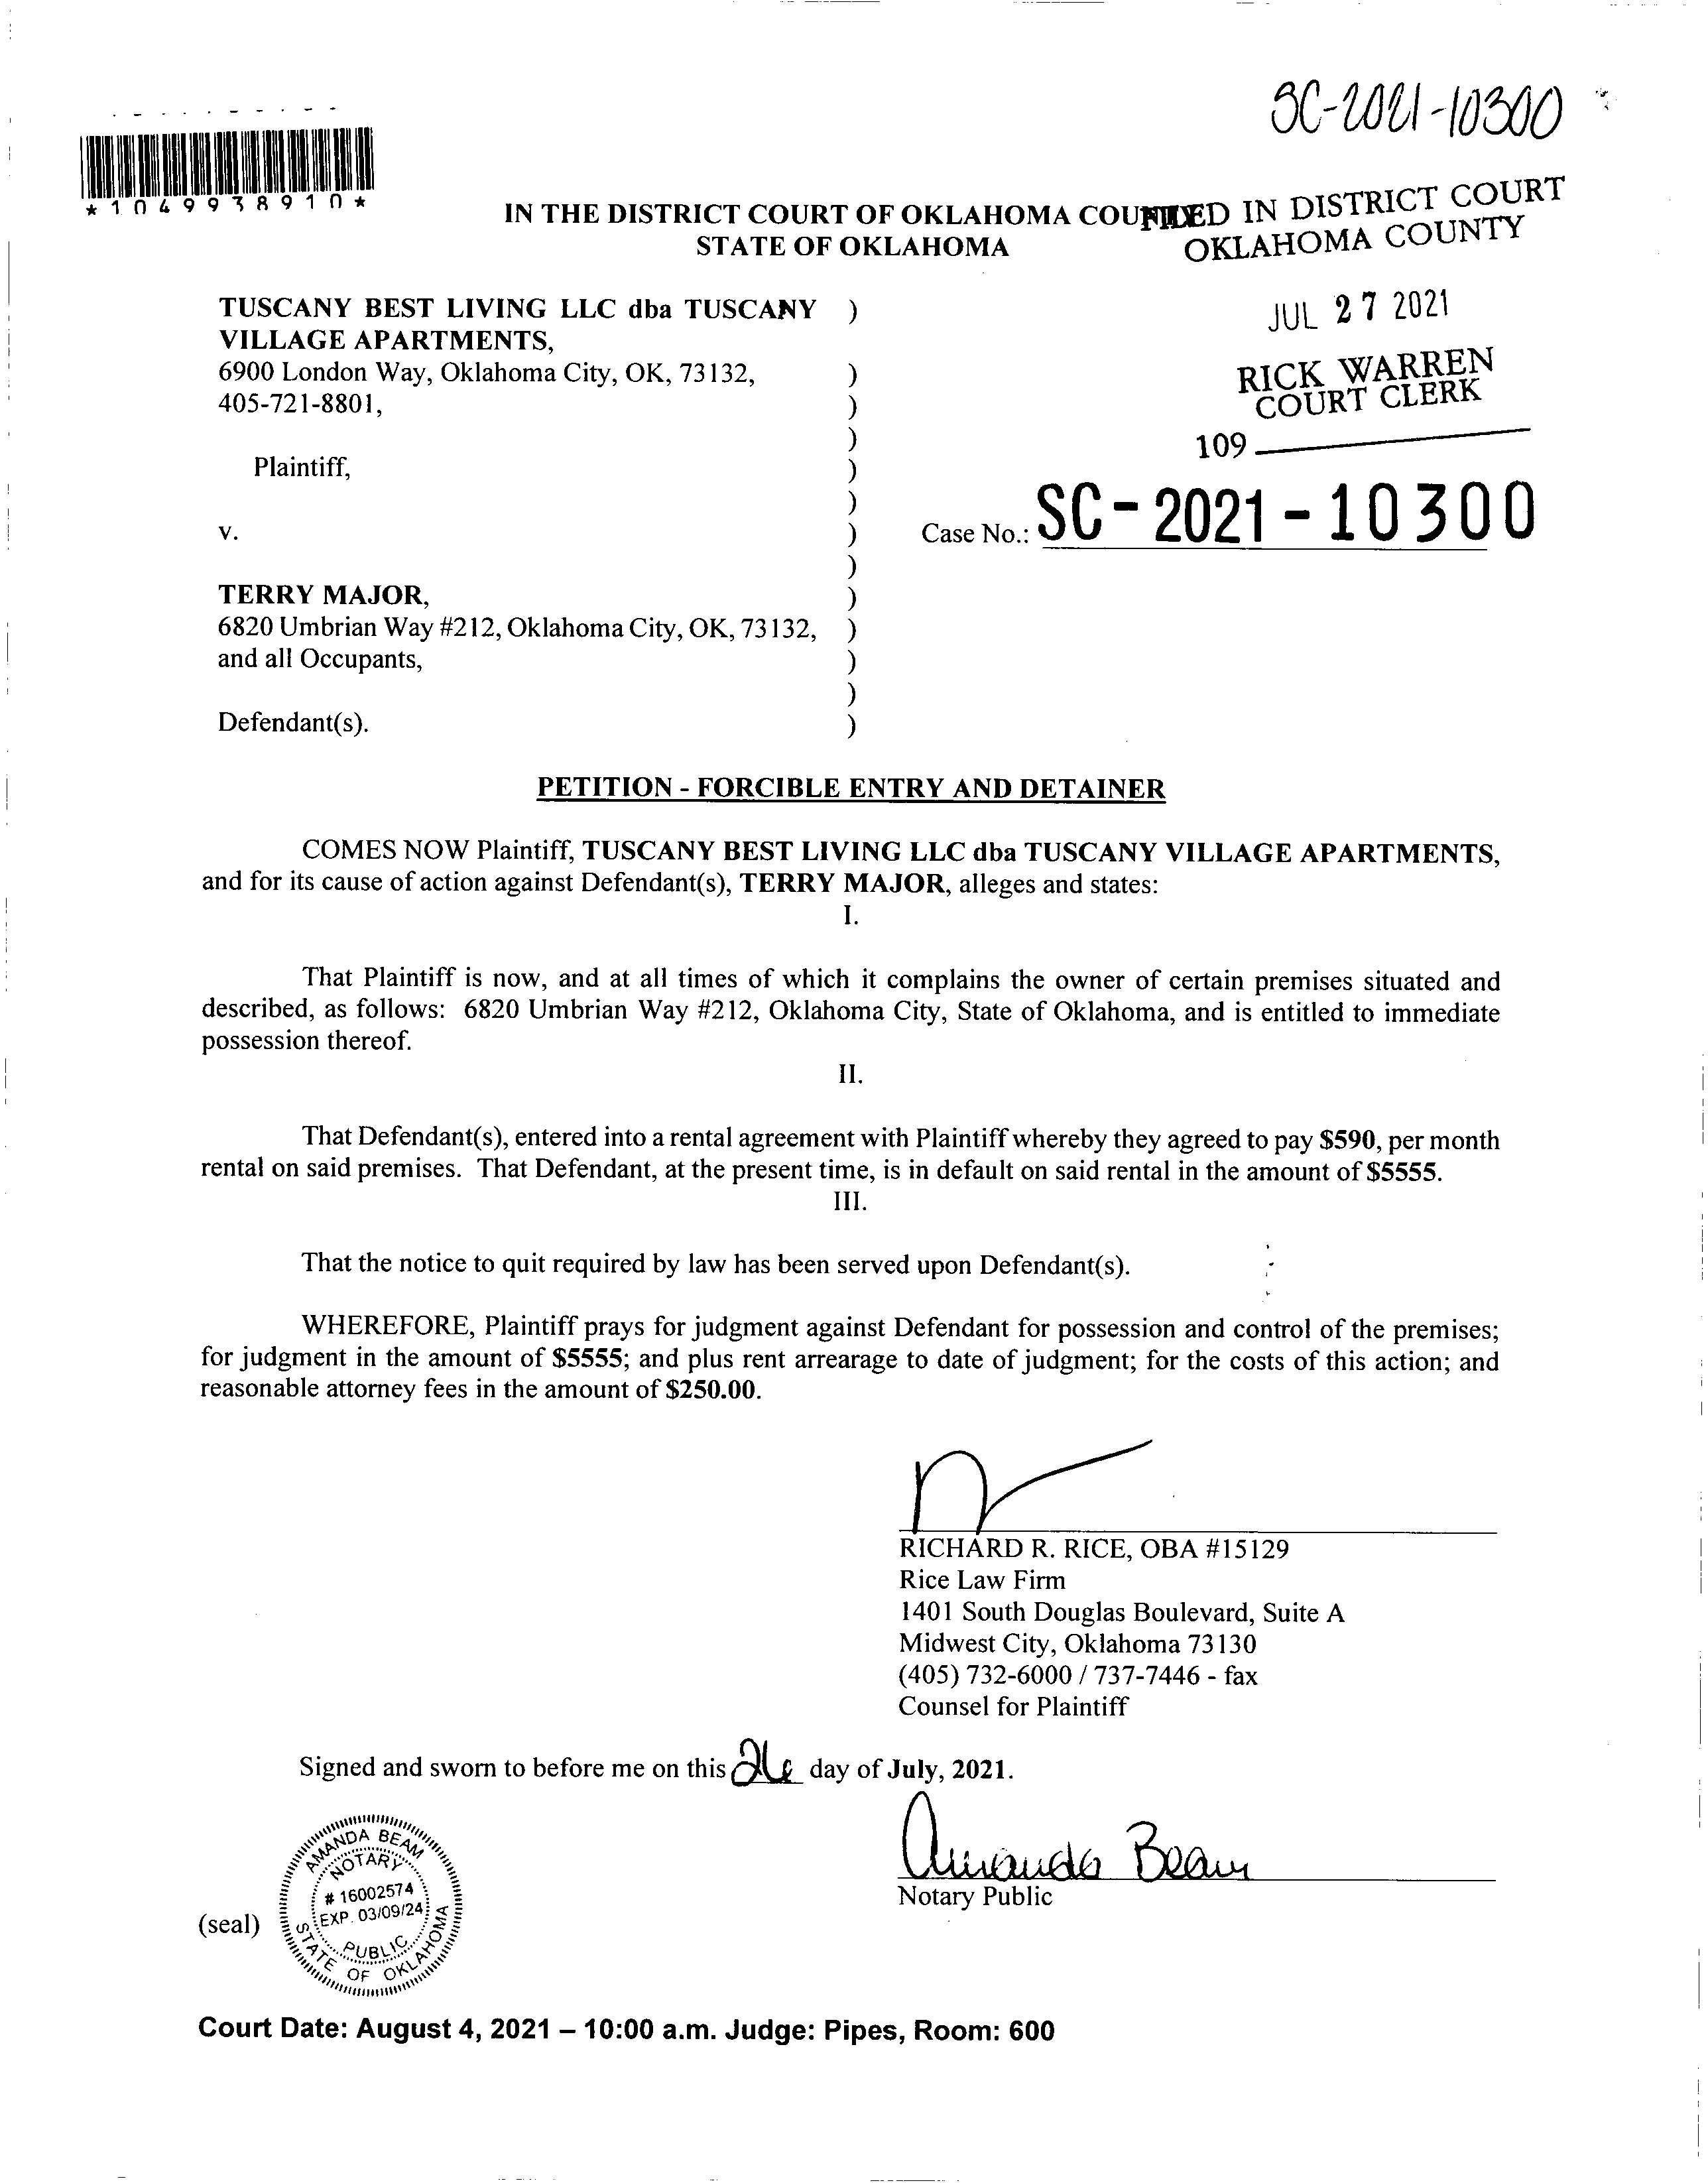 SC-2021-10300
*1049938910*
IN THE DISTRICT COURT OF OKLAHOMA COUNTY
STATE OF OKLAHOMA
FILED IN DISTRICT COURT
OKLAHOMA COUNTY
JUL 27 2021
RICK WARREN
COURT CLERK
109
TUSCANY BEST LIVING LLC dba TUSCANY )
VILLAGE APARTMENTS,
6900 London Way, Oklahoma City, OK, 73132, )
405-721-8801, )
)
Plaintiff, )
)
v. ) Case No.: SC-2021-10300
)
TERRY MAJOR, )
6820 Umbrian Way #212, Oklahoma City, OK, 73132, )
and all Occupants, )
)
Defendant(s). )
PETITION - FORCIBLE ENTRY AND DETAINER
COMES NOW Plaintiff, TUSCANY BEST LIVING LLC dba TUSCANY VILLAGE APARTMENTS,
and for its cause of action against Defendant(s), TERRY MAJOR, alleges and states:
I.
That Plaintiff is now, and at all times of which it complains the owner of certain premises situated and
described, as follows: 6820 Umbrian Way #212, Oklahoma City, State of Oklahoma, and is entitled to immediate
possession thereof.
II.
That Defendant(s), entered into a rental agreement with Plaintiff whereby they agreed to pay $590, per month
rental on said premises. That Defendant, at the present time, is in default on said rental in the amount of $5555.
III.
That the notice to quit required by law has been served upon Defendant(s).
WHEREFORE, Plaintiff prays for judgment against Defendant for possession and control of the premises;
for judgment in the amount of $5555; and plus rent arrearage to date of judgment; for the costs of this action; and
reasonable attorney fees in the amount of $250.00.
RICHARD R. RICE, OBA #15129
Rice Law Firm
1401 South Douglas Boulevard, Suite A
Midwest City, Oklahoma 73130
(405) 732-6000 / 737-7446 - fax
Counsel for Plaintiff
Signed and sworn to before me on this 26 day of July, 2021.
Amanda Beam
Notary Public
(seal)
AMANDA BEAM
NOTARY
# 16002574
EXP. 03/09/24
PUBLIC
STATE OF OKLAHOMA
Court Date: August 4, 2021 – 10:00 a.m. Judge: Pipes, Room: 600